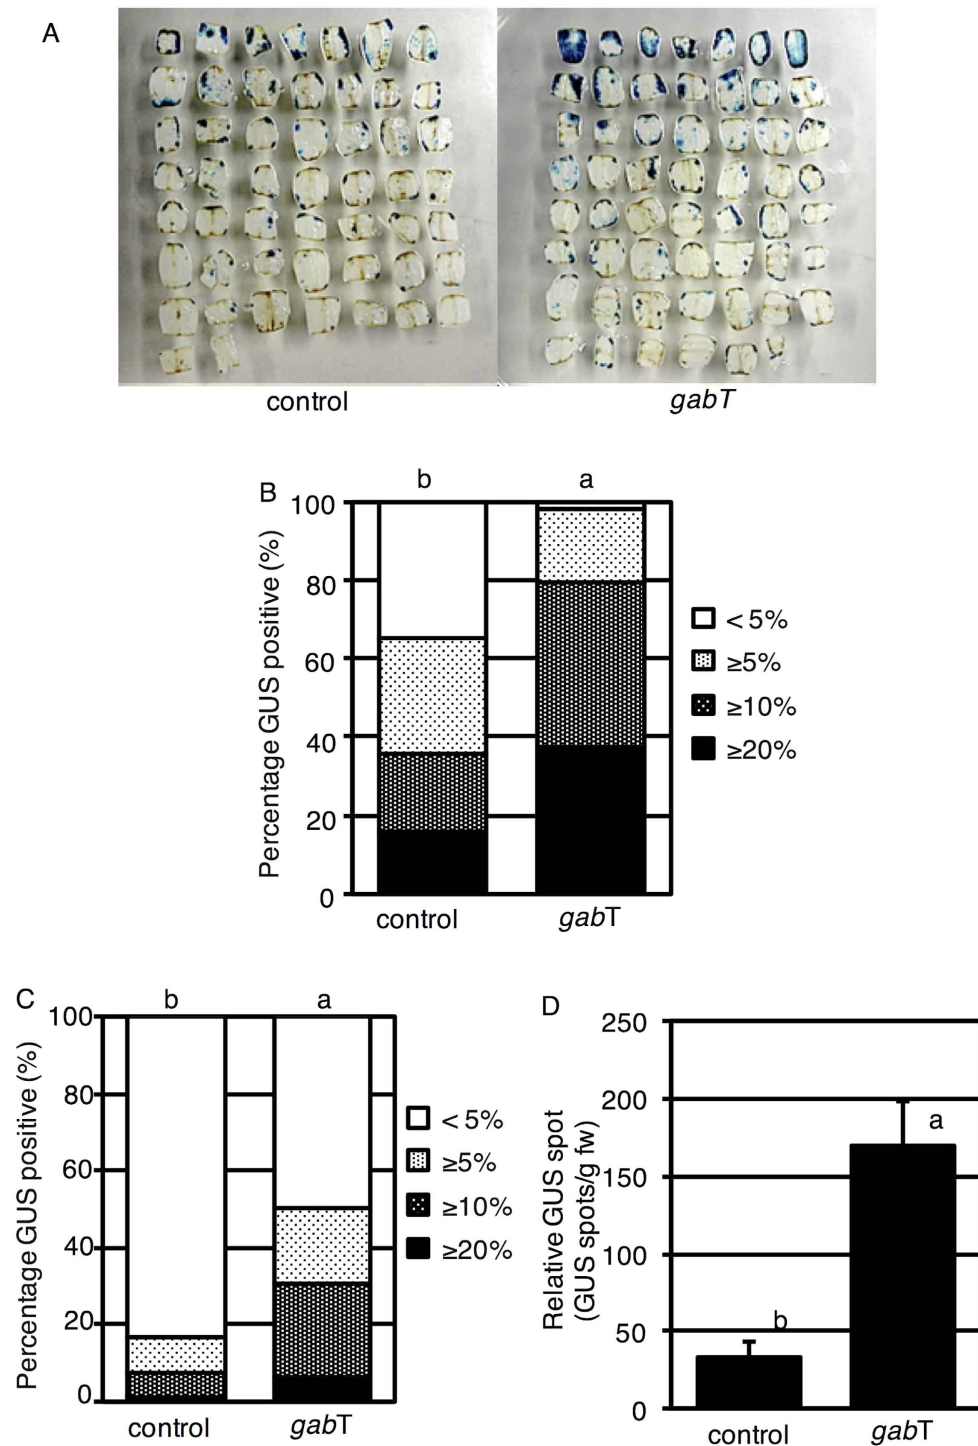 A
control
gabT
B
b
a
Percentage GUS positive (%)
100
80
60
40
20
0
control
gabT
< 5%
≥5%
≥10%
≥20%
C
b
a
Percentage GUS positive (%)
100
80
60
40
20
0
control
gabT
< 5%
≥5%
≥10%
≥20%
D
Relative GUS spot
(GUS spots/g fw)
250
200
150
100
50
0
b
a
control
gabT